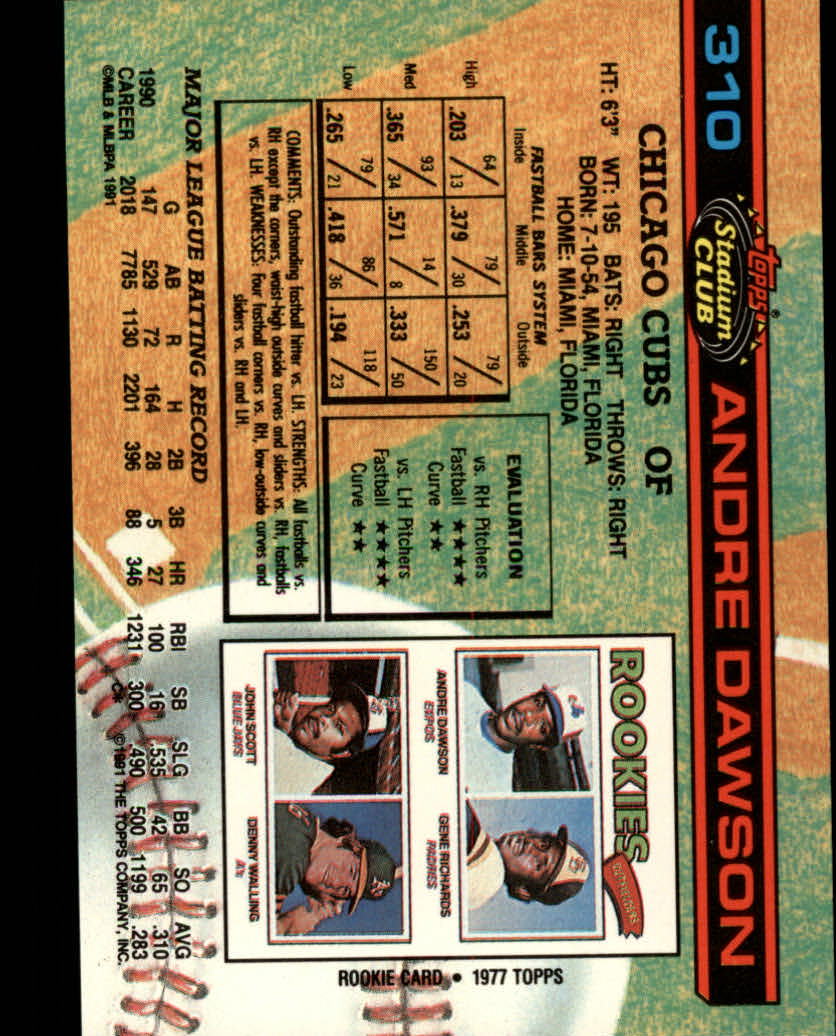 310
topps®
Stadium
CLUB
ANDRE DAWSON
CHICAGO CUBS OF
HT: 6'3" WT: 195 BATS: RIGHT THROWS: RIGHT
BORN: 7-10-54, MIAMI, FLORIDA
HOME: MIAMI, FLORIDA
FASTBALL BARS SYSTEM
Inside Middle Outside
High .203 64/13 .379 79/30 .253 79/20
Med .365 93/34 .571 14/8 .333 150/50
Low .265 79/21 .418 86/36 .194 118/23
EVALUATION
vs. RH Pitchers
Fastball ★★★★
Curve ★★
vs. LH Pitchers
Fastball ★★★★
Curve ★★
COMMENTS: Outstanding fastball hitter vs. LH. STRENGTHS: All fastballs vs.
RH except the corners, waist-high outside curves and sliders vs. RH, fastballs
vs. LH. WEAKNESSES: Four fastball corners vs. RH, low-outside curves and
sliders vs. RH and LH.
ROOKIES
ANDRE DAWSON
EXPOS
GENE RICHARDS
PADRES
JOHN SCOTT
BLUE JAYS
DENNY WALLING
A's
ROOKIE CARD • 1977 TOPPS
MAJOR LEAGUE BATTING RECORD
G AB R H 2B 3B HR RBI SB SLG BB SO AVG
1990 147 529 72 164 28 5 27 100 16 .535 42 65 .310
CAREER 2018 7785 1130 2201 396 88 346 1231 300 .490 500 1199 .283
©MLB & MLBPA 1991
C* © 1991 THE TOPPS COMPANY, INC.